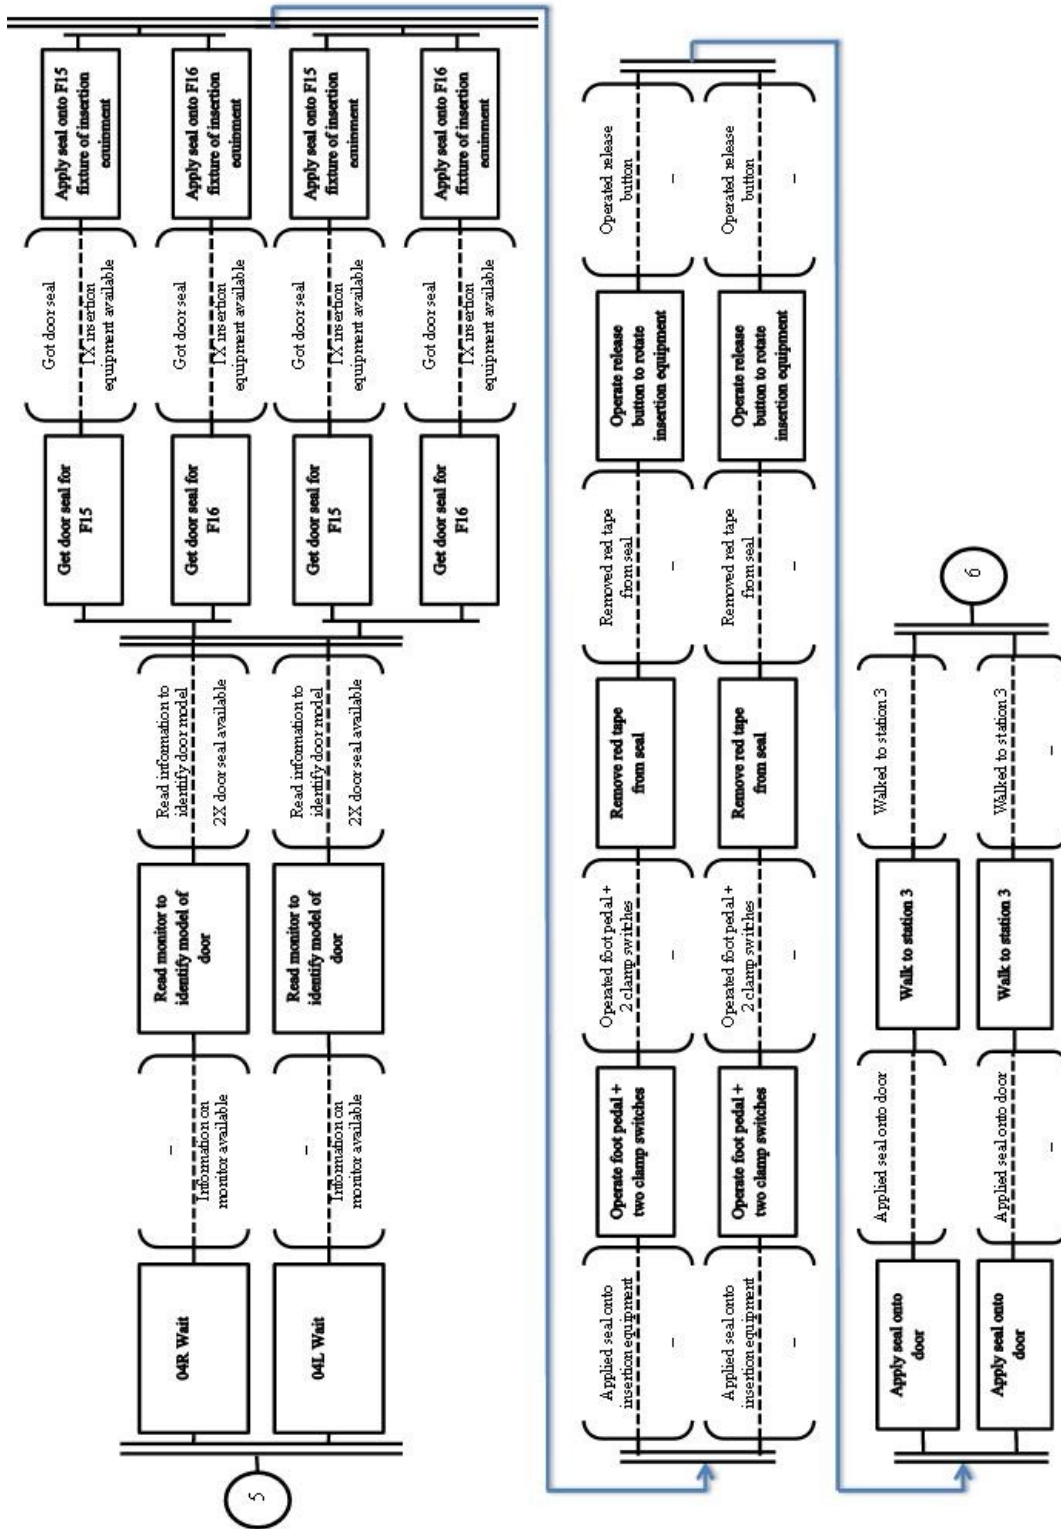 5
04R Wait
–
Information on
monitor available
Read monitor to
identify model of
door
Read information to
identify door model
2X door seal available
04L Wait
–
Information on
monitor available
Read monitor to
identify model of
door
Read information to
identify door model
2X door seal available
Get door seal for
F15
Got door seal
1X insertion
equipment available
Apply seal onto F15
fixture of insertion
equipment
Get door seal for
F16
Got door seal
1X insertion
equipment available
Apply seal onto F16
fixture of insertion
equipment
Get door seal for
F15
Got door seal
1X insertion
equipment available
Apply seal onto F15
fixture of insertion
equipment
Get door seal for
F16
Got door seal
1X insertion
equipment available
Apply seal onto F16
fixture of insertion
equipment
Applied seal onto
insertion equipment
–
Operate foot pedal +
two clamp switches
Operated foot pedal +
2 clamp switches
–
Remove red tape
from seal
Removed red tape
from seal
–
Operate release
button to rotate
insertion equipment
Operated release
button
–
Applied seal onto
insertion equipment
–
Operate foot pedal +
two clamp switches
Operated foot pedal +
2 clamp switches
–
Remove red tape
from seal
Removed red tape
from seal
–
Operate release
button to rotate
insertion equipment
Operated release
button
–
Apply seal onto
door
Applied seal onto door
–
Walk to station 3
Walked to station 3
–
Apply seal onto
door
Applied seal onto door
–
Walk to station 3
Walked to station 3
–
6